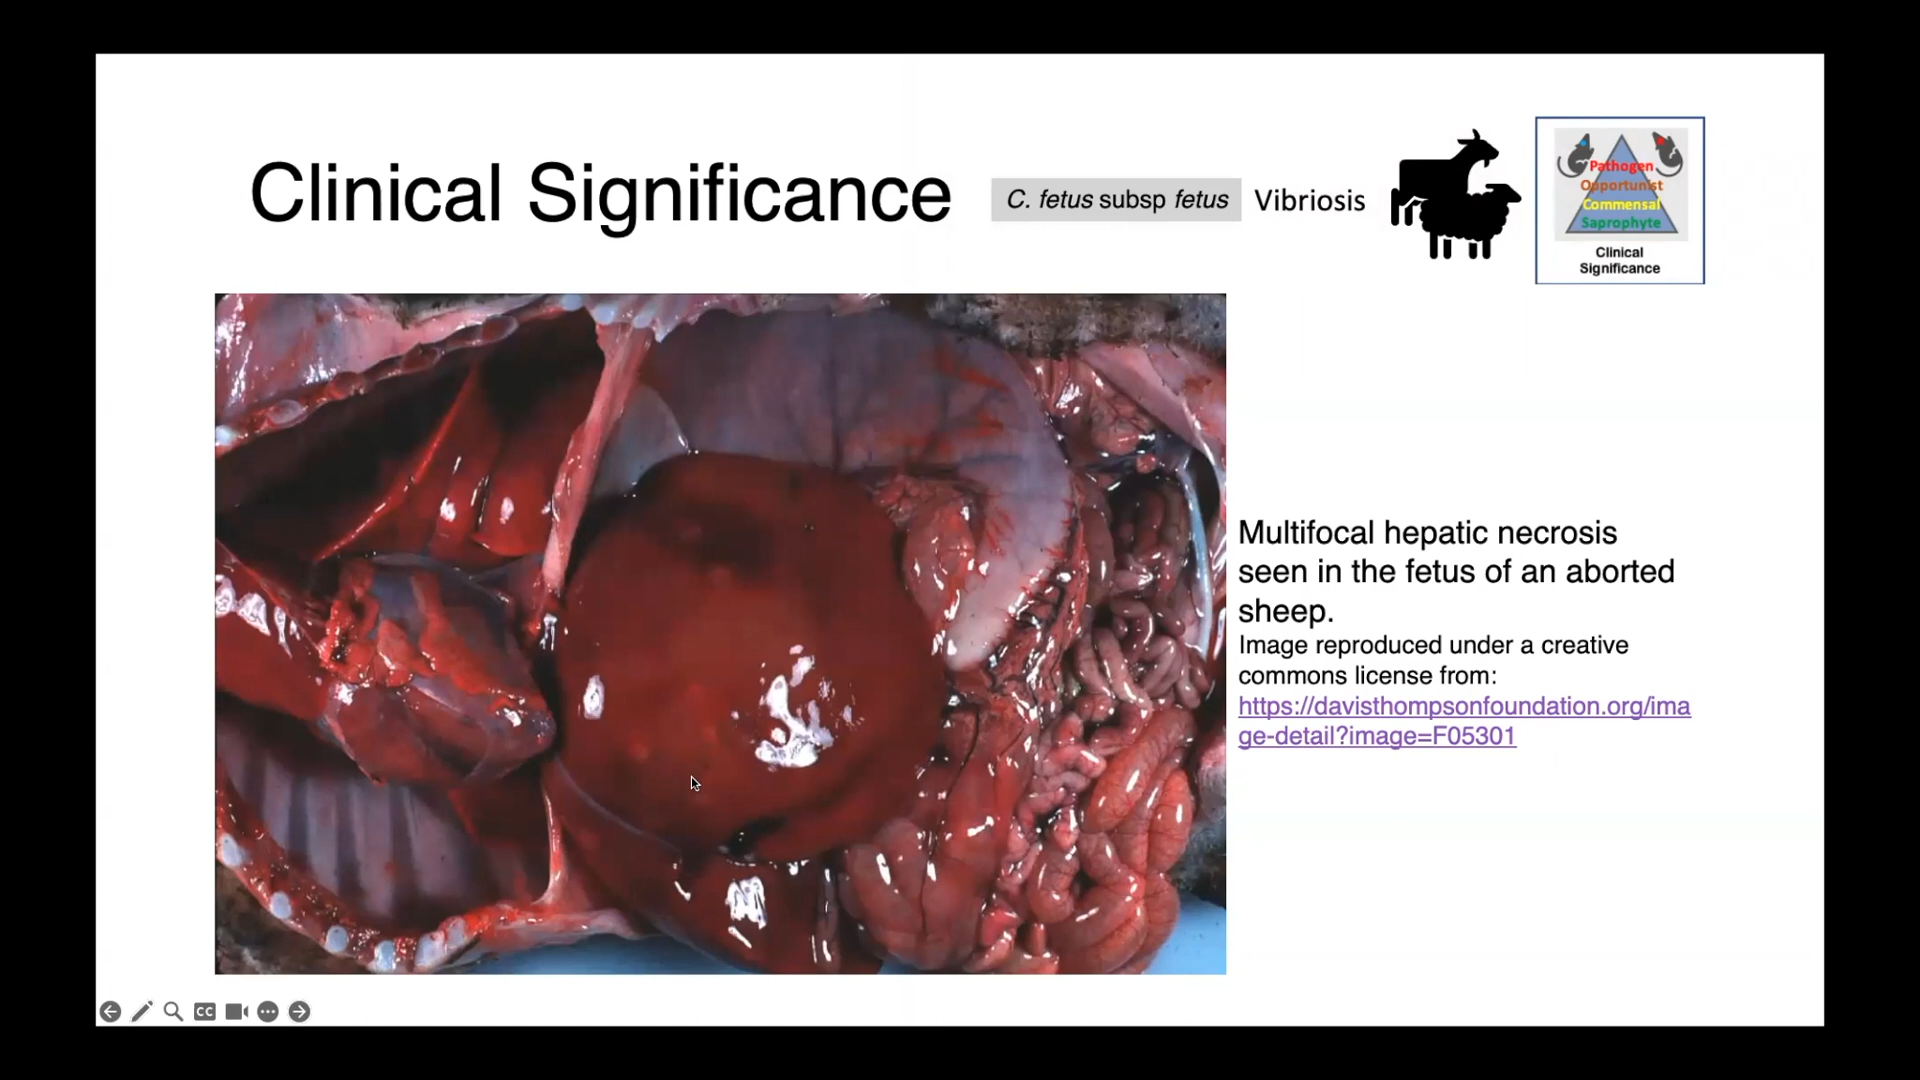 Clinical Significance
C. fetus subsp fetus
Vibriosis
Pathogen
Opportunist
Commensal
Saprophyte
Clinical
Significance
Multifocal hepatic necrosis
seen in the fetus of an aborted
sheep.
Image reproduced under a creative
commons license from:
https://davisthompsonfoundation.org/ima
ge-detail?image=F05301
CC